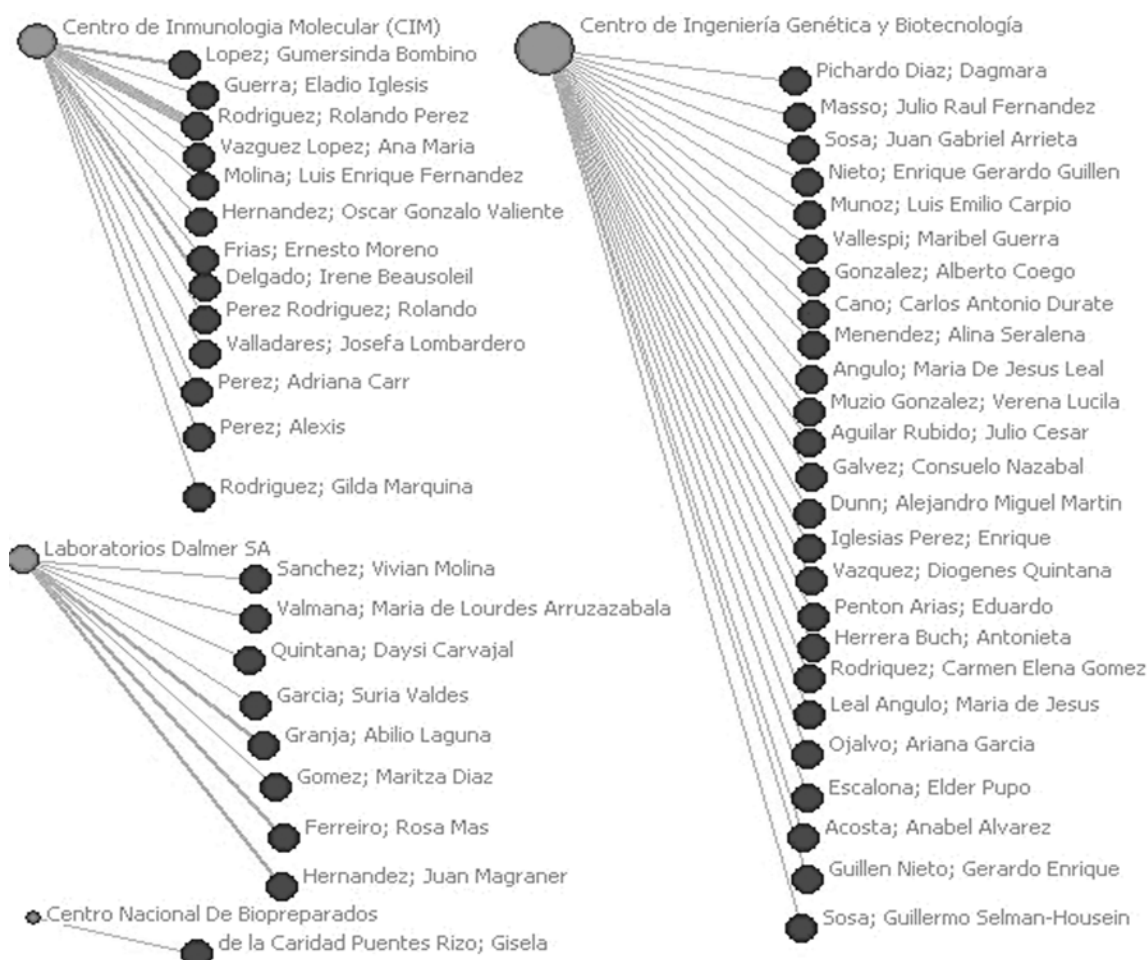 Centro de Inmunologia Molecular (CIM)
Lopez; Gumersinda Bombino
Guerra; Eladio Iglesis
Rodriguez; Rolando Perez
Vazguez Lopez; Ana Maria
Molina; Luis Enrique Fernandez
Hernandez; Oscar Gonzalo Valiente
Frias; Ernesto Moreno
Delgado; Irene Beausoleil
Perez Rodriguez; Rolando
Valladares; Josefa Lombardero
Perez; Adriana Carr
Perez; Alexis
Rodriguez; Gilda Marquina
Laboratorios Dalmer SA
Sanchez; Vivian Molina
Valmana; Maria de Lourdes Arruzazabala
Quintana; Daysi Carvajal
Garcia; Suria Valdes
Granja; Abilio Laguna
Gomez; Maritza Diaz
Ferreiro; Rosa Mas
Hernandez; Juan Magraner
Centro Nacional De Biopreparados
de la Caridad Puentes Rizo; Gisela
Centro de Ingeniería Genética y Biotecnología
Pichardo Diaz; Dagmara
Masso; Julio Raul Fernandez
Sosa; Juan Gabriel Arrieta
Nieto; Enrique Gerardo Guillen
Munoz; Luis Emilio Carpio
Vallespi; Maribel Guerra
Gonzalez; Alberto Coego
Cano; Carlos Antonio Durate
Menendez; Alina Seralena
Angulo; Maria De Jesus Leal
Muzio Gonzalez; Verena Lucila
Aguilar Rubido; Julio Cesar
Galvez; Consuelo Nazabal
Dunn; Alejandro Miguel Martin
Iglesias Perez; Enrique
Vazquez; Diogenes Quintana
Penton Arias; Eduardo
Herrera Buch; Antonieta
Rodriquez; Carmen Elena Gomez
Leal Angulo; Maria de Jesus
Ojalvo; Ariana Garcia
Escalona; Elder Pupo
Acosta; Anabel Alvarez
Guillen Nieto; Gerardo Enrique
Sosa; Guillermo Selman-Housein